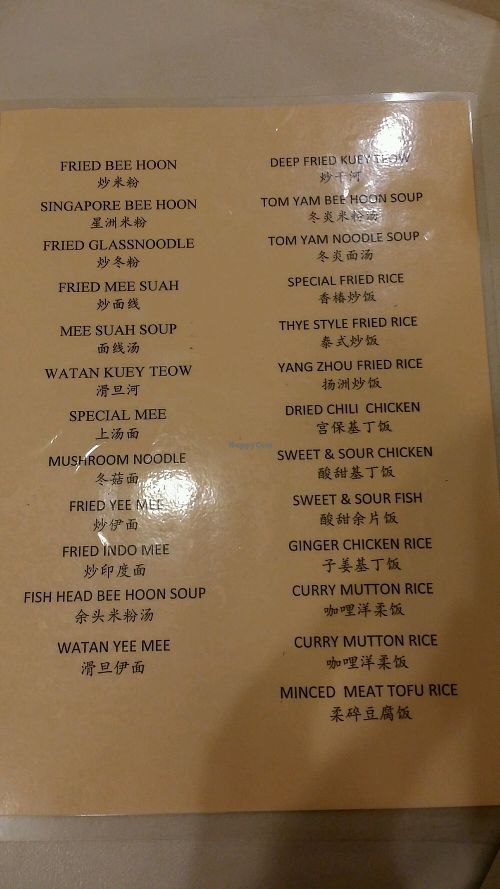 FRIED BEE HOON
炒米粉
SINGAPORE BEE HOON
星洲米粉
FRIED GLASSNOODLE
炒冬粉
FRIED MEE SUAH
炒面线
MEE SUAH SOUP
面线汤
WATAN KUEY TEOW
滑旦河
SPECIAL MEE
上汤面
MUSHROOM NOODLE
冬菇面
FRIED YEE MEE
炒伊面
FRIED INDO MEE
炒印度面
FISH HEAD BEE HOON SOUP
余头米粉汤
WATAN YEE MEE
滑旦伊面
DEEP FRIED KUEY TEOW
炒干河
TOM YAM BEE HOON SOUP
冬炎米粉汤
TOM YAM NOODLE SOUP
冬炎面汤
SPECIAL FRIED RICE
香椿炒饭
THYE STYLE FRIED RICE
泰式炒饭
YANG ZHOU FRIED RICE
扬洲炒饭
DRIED CHILI CHICKEN
宫保基丁饭
SWEET & SOUR CHICKEN
酸甜基丁饭
SWEET & SOUR FISH
酸甜余片饭
GINGER CHICKEN RICE
子姜基丁饭
CURRY MUTTON RICE
咖哩洋柔饭
CURRY MUTTON RICE
咖哩洋柔饭
MINCED MEAT TOFU RICE
柔碎豆腐饭
HappyCow